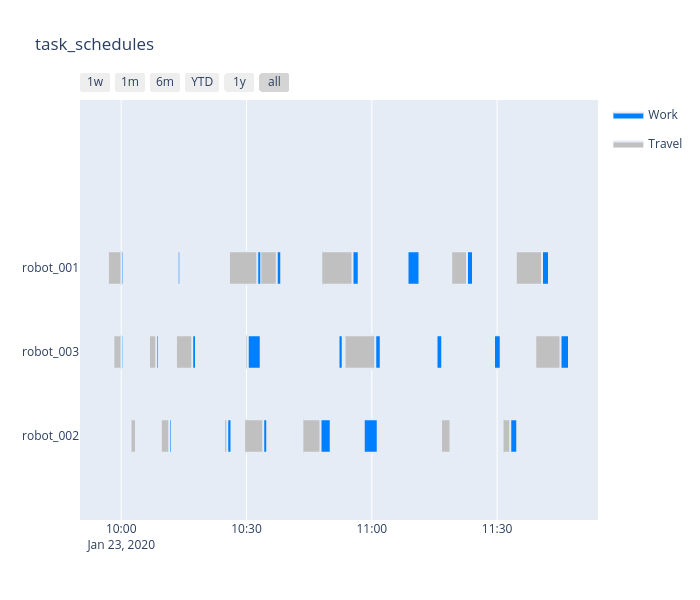 task_schedules
1w 1m 6m YTD 1y all
Work
Travel
robot_001
robot_003
robot_002
10:00 10:30 11:00 11:30
Jan 23, 2020